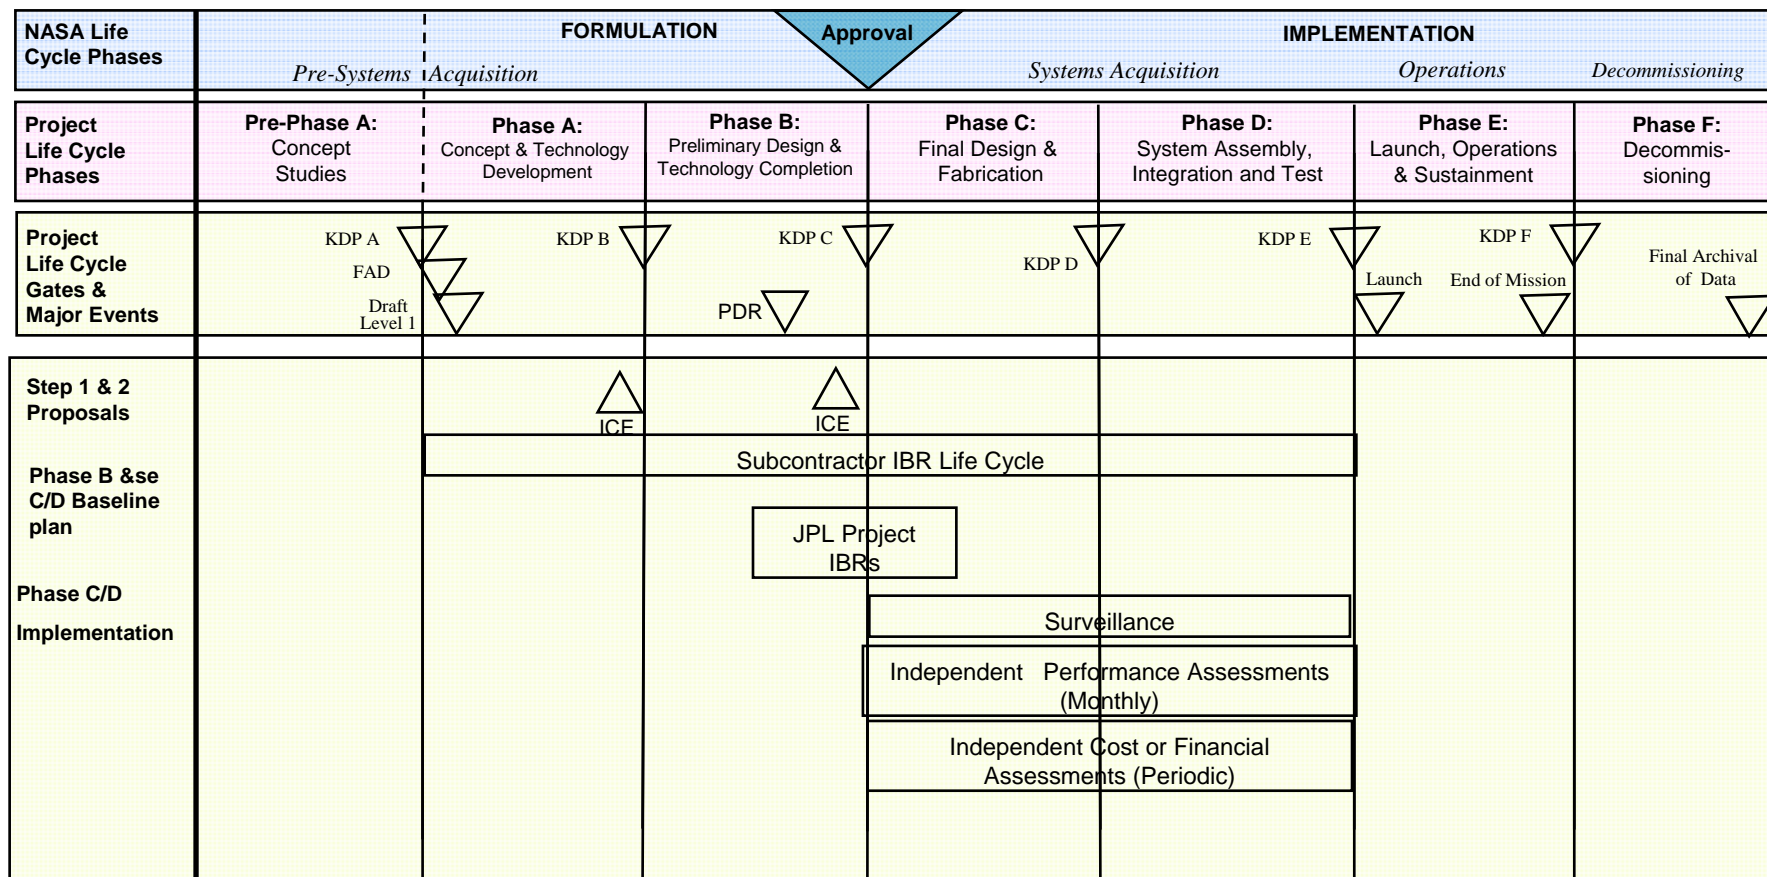 NASA Life
Cycle Phases
FORMULATION
Approval
IMPLEMENTATION
Pre-Systems Acquisition
Systems Acquisition
Operations
Decommissioning
Project
Life Cycle
Phases
Pre-Phase A:
Concept
Studies
Phase A:
Concept & Technology
Development
Phase B:
Preliminary Design &
Technology Completion
Phase C:
Final Design &
Fabrication
Phase D:
System Assembly,
Integration and Test
Phase E:
Launch, Operations
& Sustainment
Phase F:
Decommis-
sioning
Project
Life Cycle
Gates &
Major Events
KDP A
FAD
Draft
Level 1
KDP B
KDP C
PDR
KDP D
KDP E
Launch
KDP F
End of Mission
Final Archival
of Data
Step 1 & 2
Proposals
ICE
ICE
Subcontractor IBR Life Cycle
Phase B &se
C/D Baseline
plan
JPL Project
IBRs
Phase C/D
Implementation
Surveillance
Independent Performance Assessments
(Monthly)
Independent Cost or Financial
Assessments (Periodic)